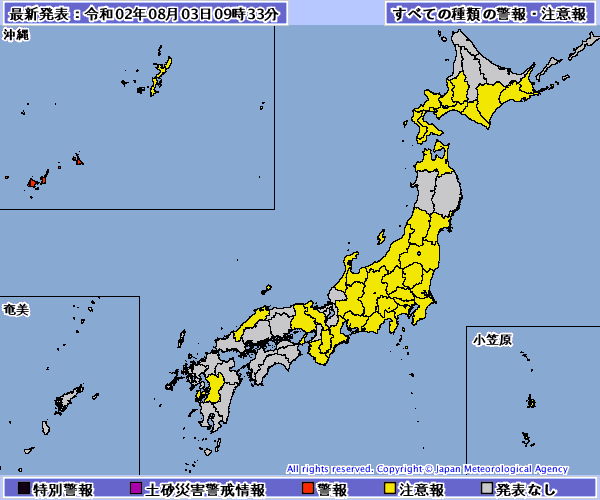 最新発表：令和02年08月03日09時33分
すべての種類の警報・注意報
沖縄
奄美
小笠原
All rights reserved. Copyright © Japan Meteorological Agency
特別警報 土砂災害警戒情報 警報 注意報 発表なし